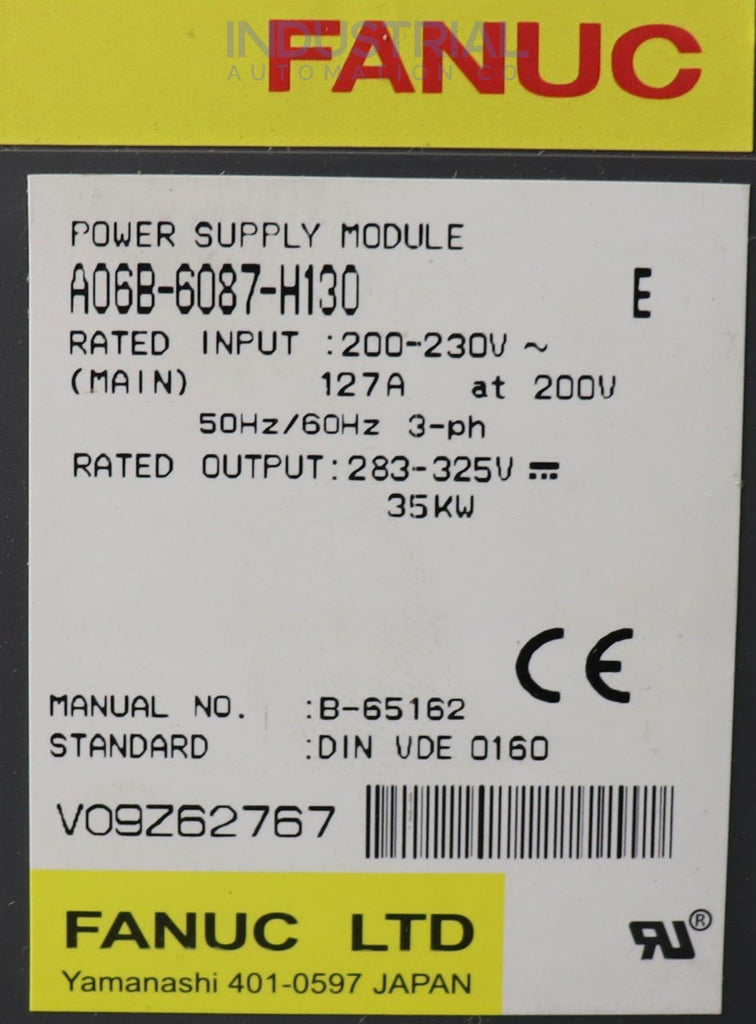 INDUSTRIAL
AUTOMATION CO
FANUC
POWER SUPPLY MODULE
A06B-6087-H130 E
RATED INPUT :200-230V ~
(MAIN) 127A at 200V
50Hz/60Hz 3-ph
RATED OUTPUT:283-325V ⎓
35KW
CE
MANUAL NO. :B-65162
STANDARD :DIN VDE 0160
V09Z62767
FANUC LTD
Yamanashi 401-0597 JAPAN
RU®